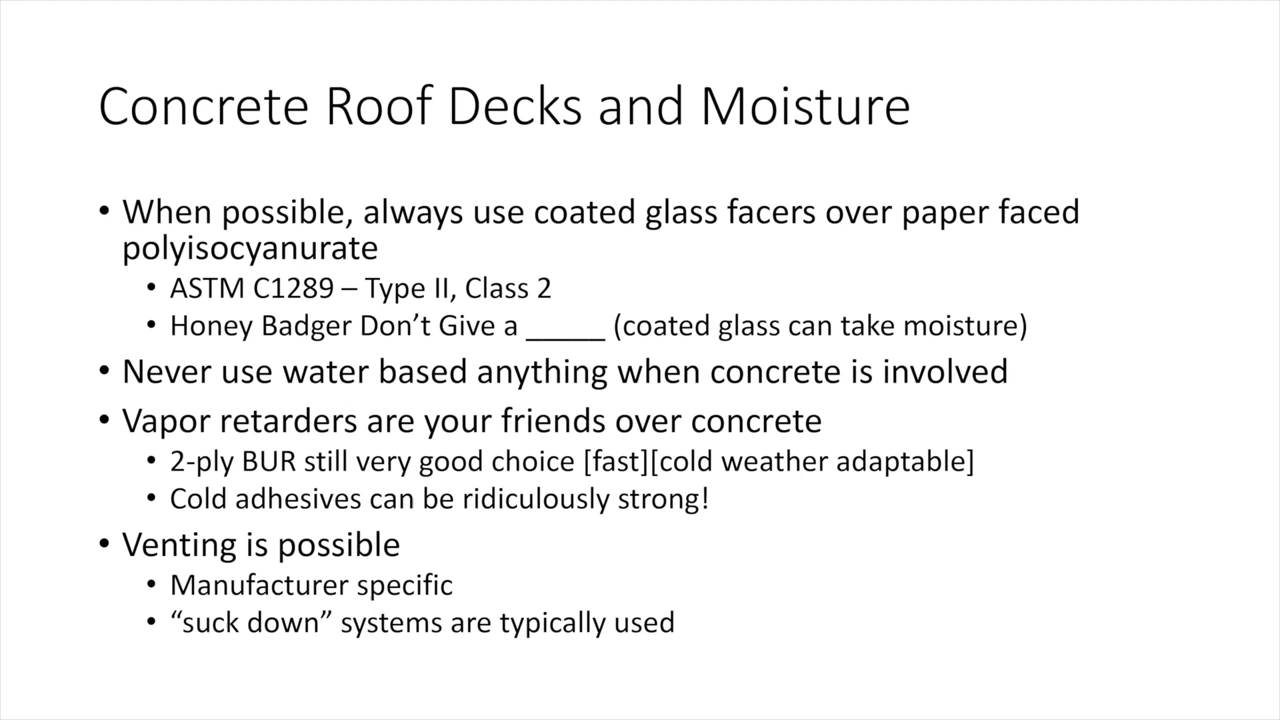 Concrete Roof Decks and Moisture
• When possible, always use coated glass facers over paper faced
polyisocyanurate
• ASTM C1289 – Type II, Class 2
• Honey Badger Don’t Give a _____ (coated glass can take moisture)
• Never use water based anything when concrete is involved
• Vapor retarders are your friends over concrete
• 2-ply BUR still very good choice [fast][cold weather adaptable]
• Cold adhesives can be ridiculously strong!
• Venting is possible
• Manufacturer specific
• “suck down” systems are typically used